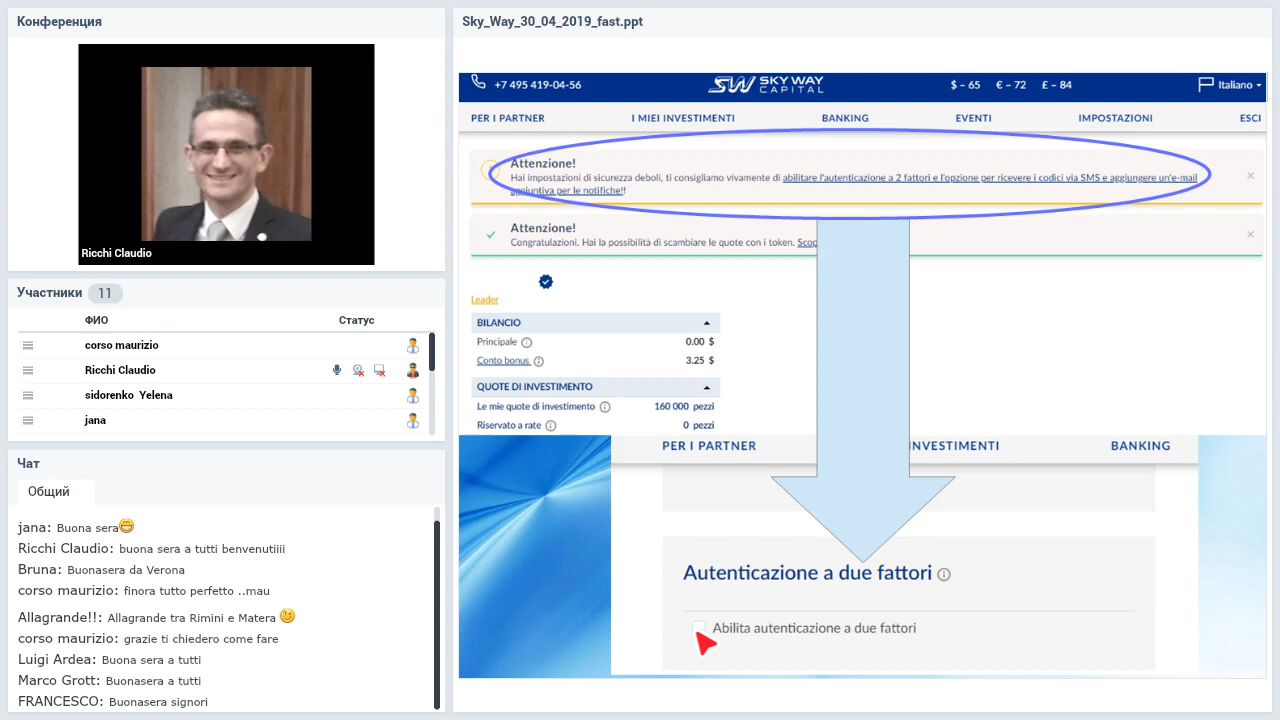 Конференция
Ricchi Claudio
Участники 11
ФИО Статус
corso maurizio
Ricchi Claudio
sidorenko Yelena
jana
Чат
Общий
jana: Buona sera
Ricchi Claudio: buona sera a tutti benvenutiiii
Bruna: Buonasera da Verona
corso maurizio: finora tutto perfetto ..mau
Allagrande!!: Allagrande tra Rimini e Matera
corso maurizio: grazie ti chiedero come fare
Luigi Ardea: Buona sera a tutti
Marco Grott: Buonasera a tutti
FRANCESCO: Buonasera signori
Sky_Way_30_04_2019_fast.ppt
+7 495 419-04-56
SW SKY WAY CAPITAL
$ – 65 € – 72 £ – 84
Italiano
PER I PARTNER I MIEI INVESTIMENTI BANKING EVENTI IMPOSTAZIONI ESCI
Attenzione!
Hai impostazioni di sicurezza deboli, ti consigliamo vivamente di abilitare l'autenticazione a 2 fattori e l'opzione per ricevere i codici via SMS e aggiungere un'e-mail
aggiuntiva per le notifiche!!
Attenzione!
Congratulazioni. Hai la possibilità di scambiare le quote con i token. Scop
Leader
BILANCIO
Principale 0.00 $
Conto bonus 3.25 $
QUOTE DI INVESTIMENTO
Le mie quote di investimento 160 000 pezzi
Riservato a rate 0 pezzi
PER I PARTNER INVESTIMENTI BANKING
Autenticazione a due fattori
Abilita autenticazione a due fattori